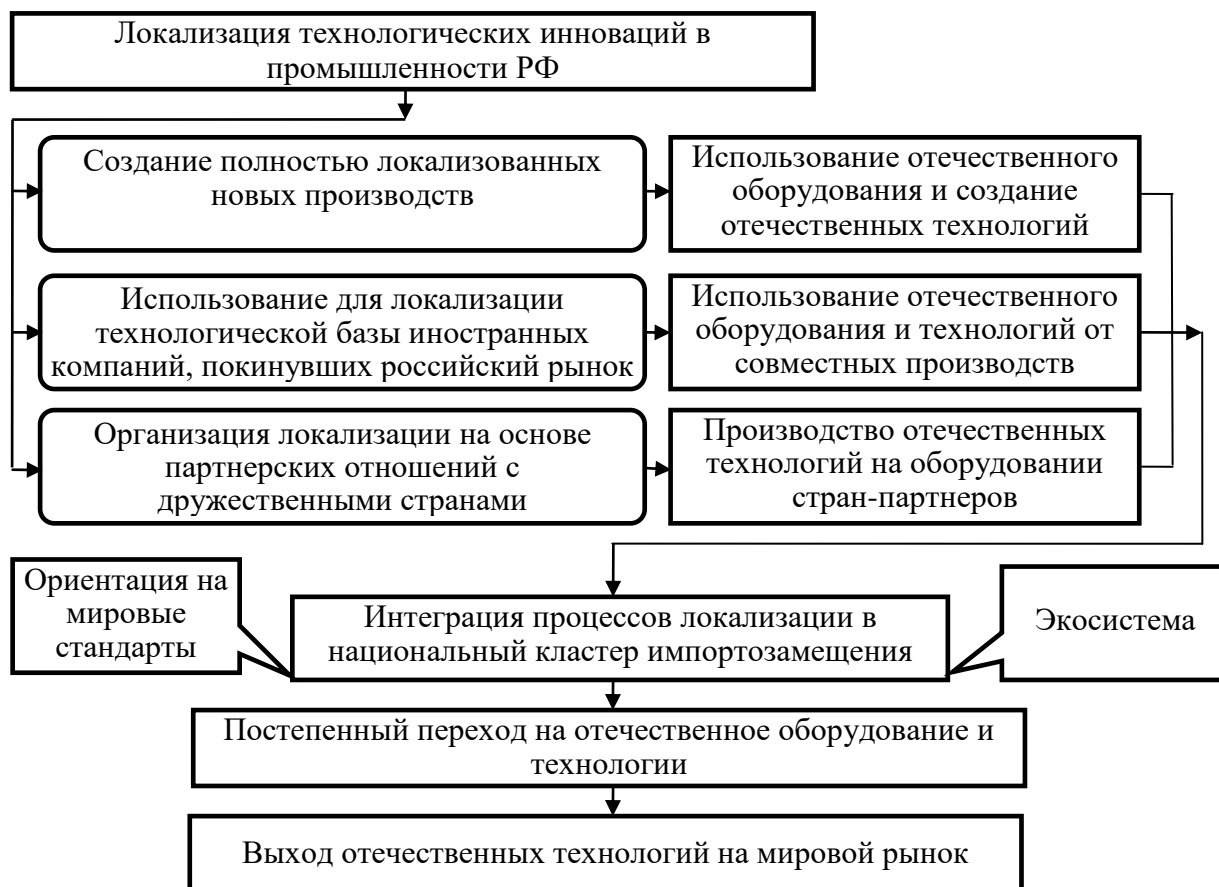 Локализация технологических инноваций в
промышленности РФ
Создание полностью локализованных
новых производств
Использование отечественного
оборудования и создание
отечественных технологий
Использование для локализации
технологической базы иностранных
компаний, покинувших российский рынок
Использование отечественного
оборудования и технологий от
совместных производств
Организация локализации на основе
партнерских отношений с
дружественными странами
Производство отечественных
технологий на оборудовании
стран-партнеров
Ориентация на
мировые
стандарты
Интеграция процессов локализации в
национальный кластер импортозамещения
Экосистема
Постепенный переход на отечественное оборудование и
технологии
Выход отечественных технологий на мировой рынок